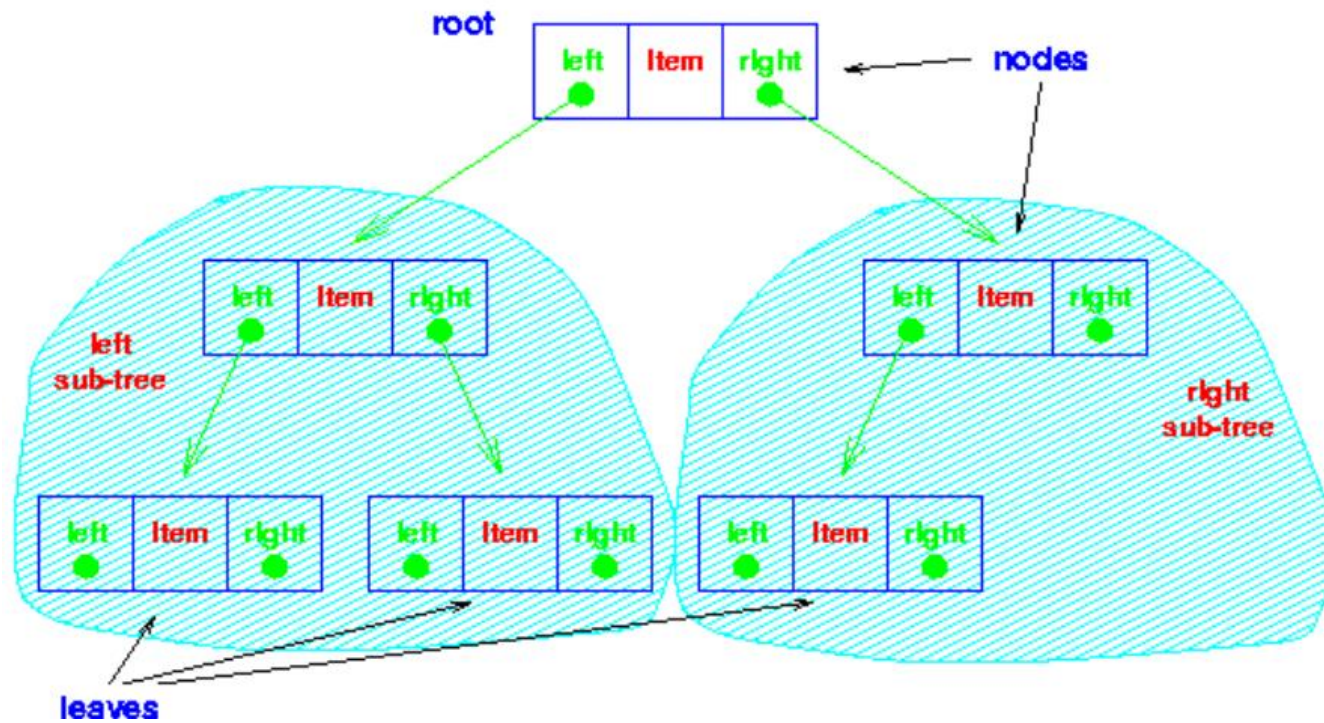 root
left Item right
nodes
left Item right
left Item right
left
sub-tree
right
sub-tree
left Item right
left Item right
left Item right
leaves